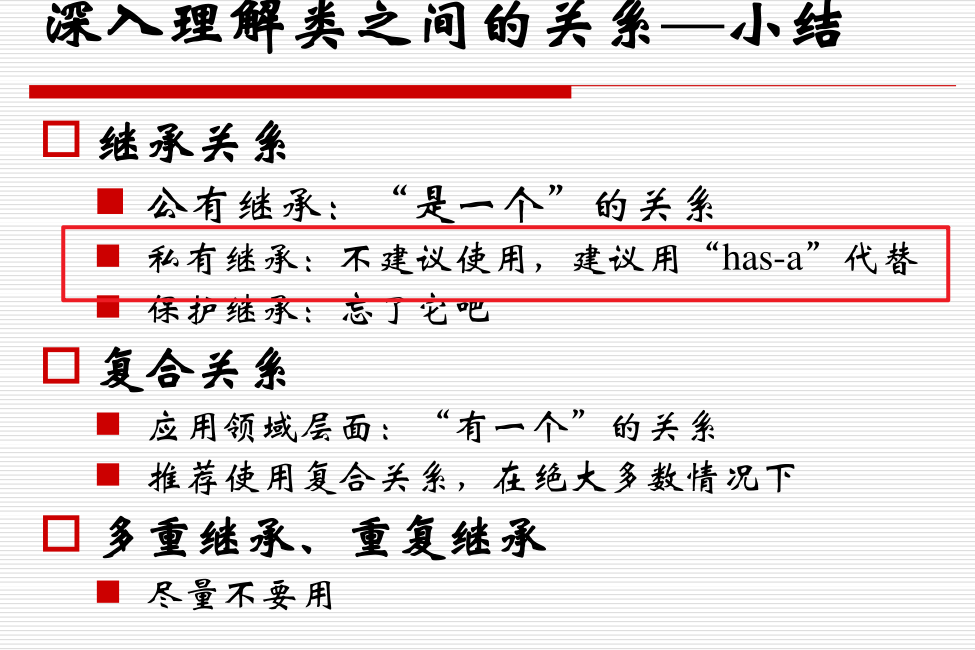 深入理解类之间的关系—小结
继承关系
公有继承：“是一个”的关系
私有继承：不建议使用，建议用“has-a”代替
保护继承：忘了它吧
复合关系
应用领域层面：“有一个”的关系
推荐使用复合关系，在绝大多数情况下
多重继承、重复继承
尽量不要用